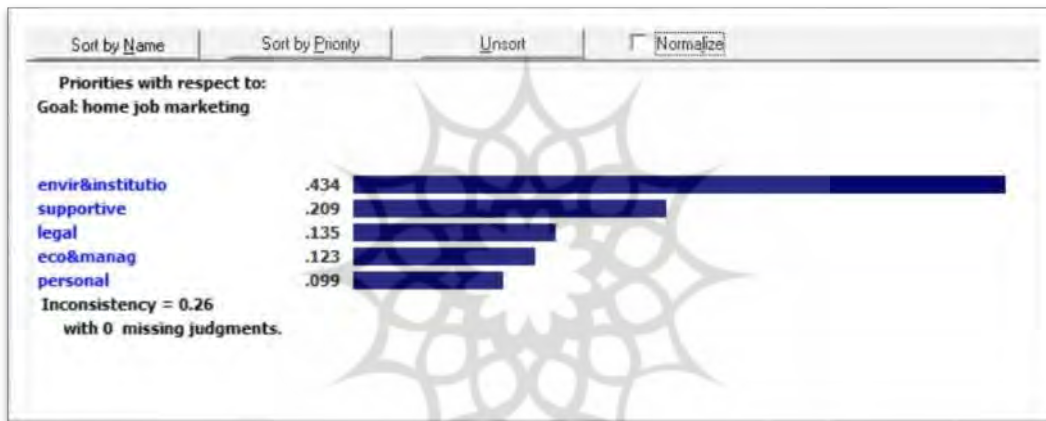 Sort by Name Sort by Priority Unsort Normalize
Priorities with respect to:
Goal: home job marketing
envir&institutio .434
supportive .209
legal .135
eco&manag .123
personal .099
Inconsistency = 0.26
with 0 missing judgments.